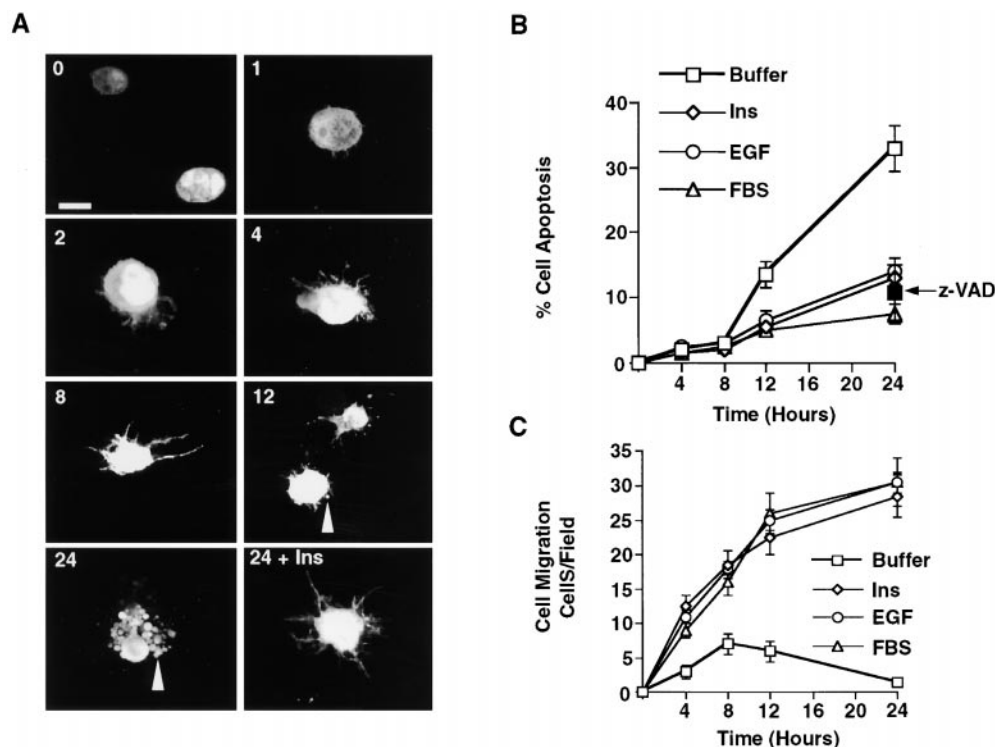 A
0
1
2
4
8
12
24
24 + Ins
B
Buffer
Ins
EGF
FBS
% Cell Apoptosis
40
30
20
10
0
z-VAD
4 8 12 16 20 24
Time (Hours)
C
Cell Migration
CellS/Field
35
30
25
20
15
10
5
0
Buffer
Ins
EGF
FBS
4 8 12 16 20 24
Time (Hours)